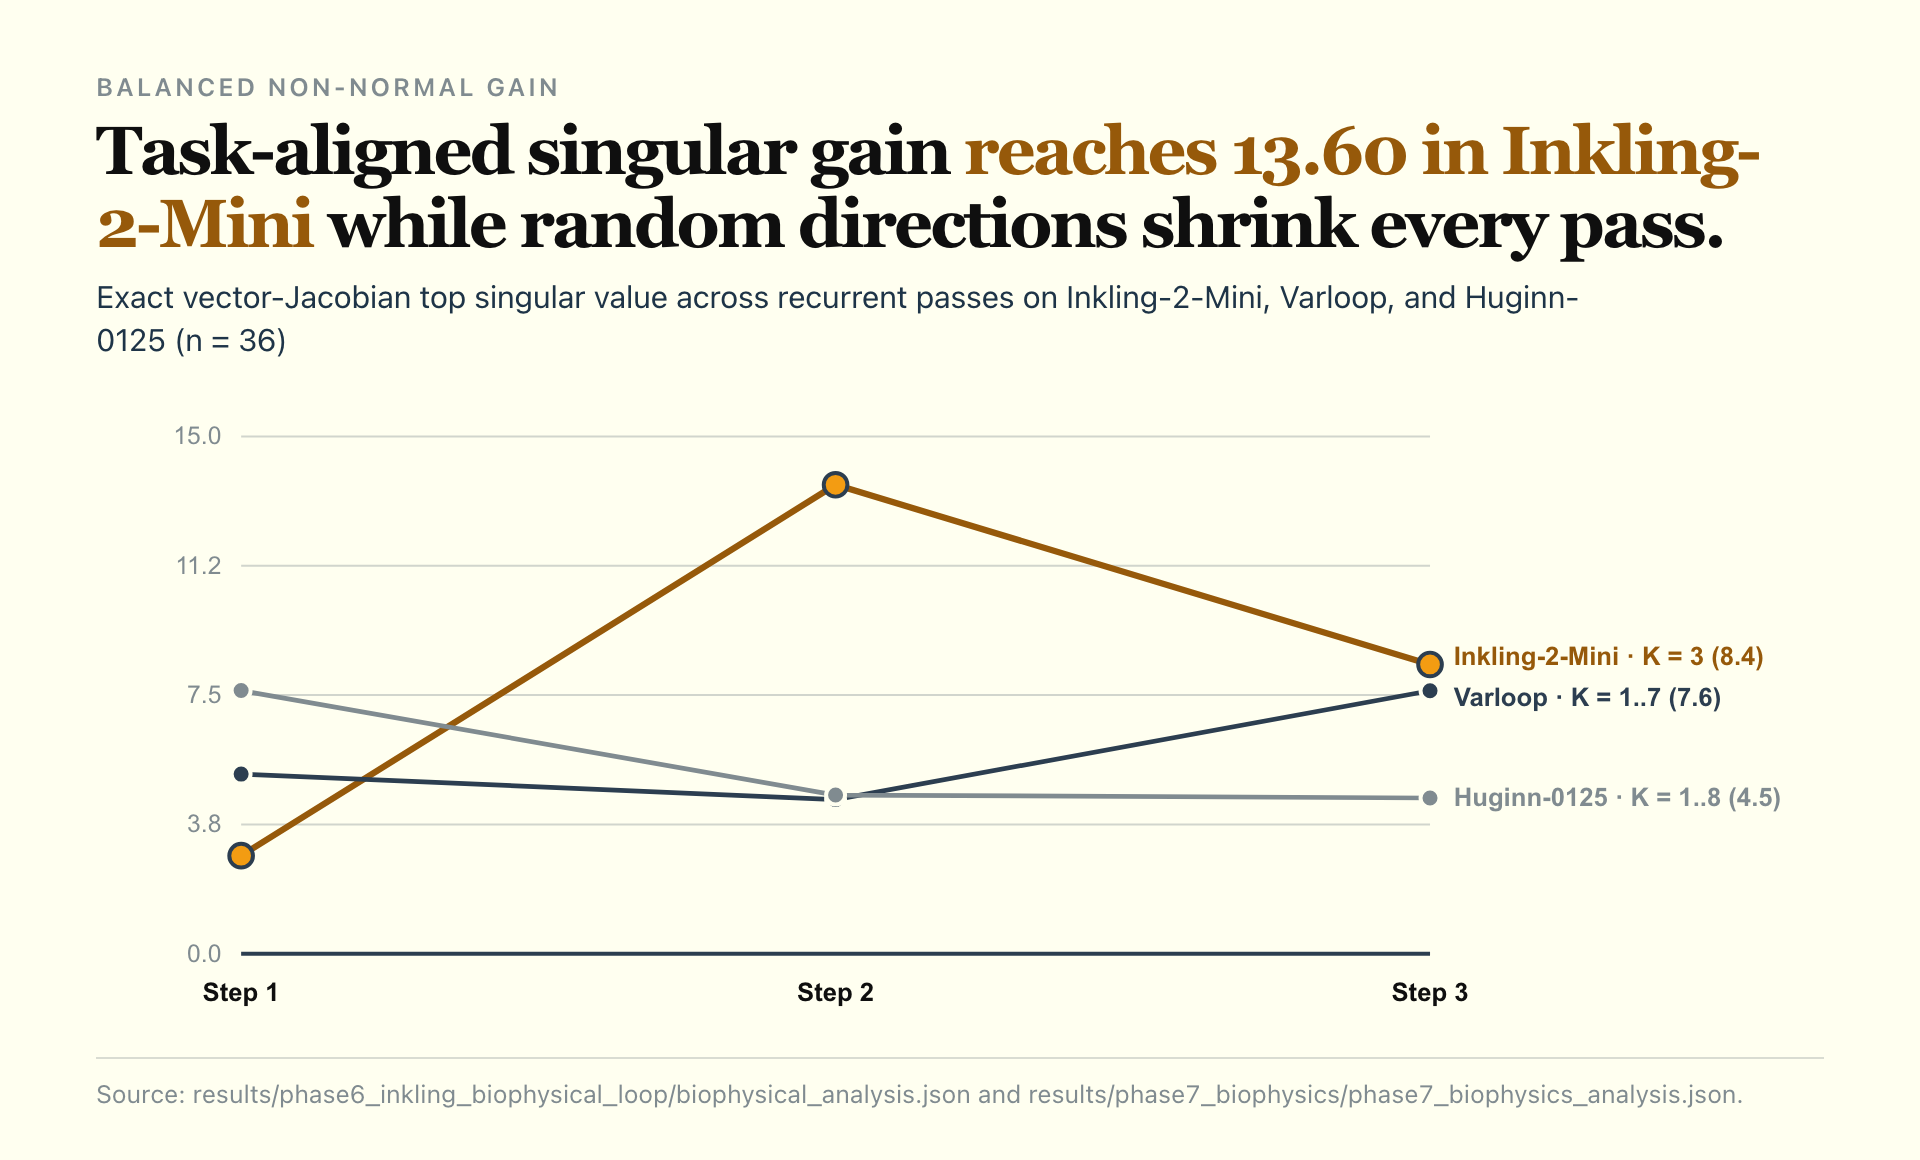 BALANCED NON-NORMAL GAIN
Task-aligned singular gain reaches 13.60 in Inkling-
2-Mini while random directions shrink every pass.
Exact vector-Jacobian top singular value across recurrent passes on Inkling-2-Mini, Varloop, and Huginn-
0125 (n = 36)
15.0
11.2
7.5
3.8
0.0
Inkling-2-Mini · K = 3 (8.4)
Varloop · K = 1..7 (7.6)
Huginn-0125 · K = 1..8 (4.5)
Step 1
Step 2
Step 3
Source: results/phase6_inkling_biophysical_loop/biophysical_analysis.json and results/phase7_biophysics/phase7_biophysics_analysis.json.